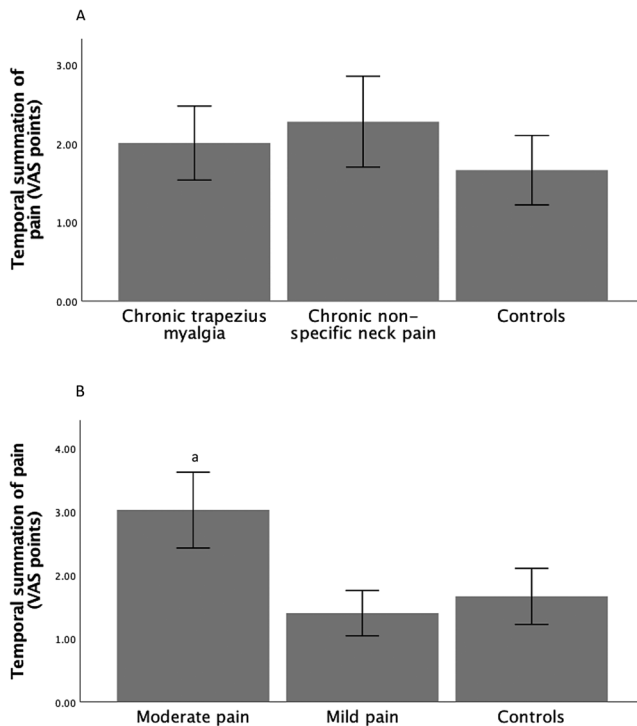 A
Temporal summation of
pain (VAS points)
3.00
2.00
1.00
0.00
Chronic trapezius
myalgia
Chronic non-
specific neck pain
Controls
B
Temporal summation of pain
(VAS points)
4.00
3.00
2.00
1.00
0.00
a
Moderate pain
Mild pain
Controls